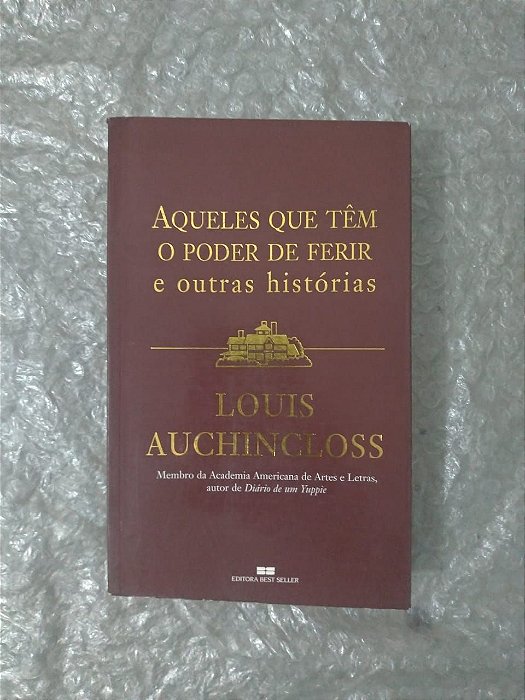 AQUELES QUE TÊM
O PODER DE FERIR
e outras histórias
LOUIS
AUCHINCLOSS
Membro da Academia Americana de Artes e Letras,
autor de Diário de um Yuppie
EDITORA BEST SELLER